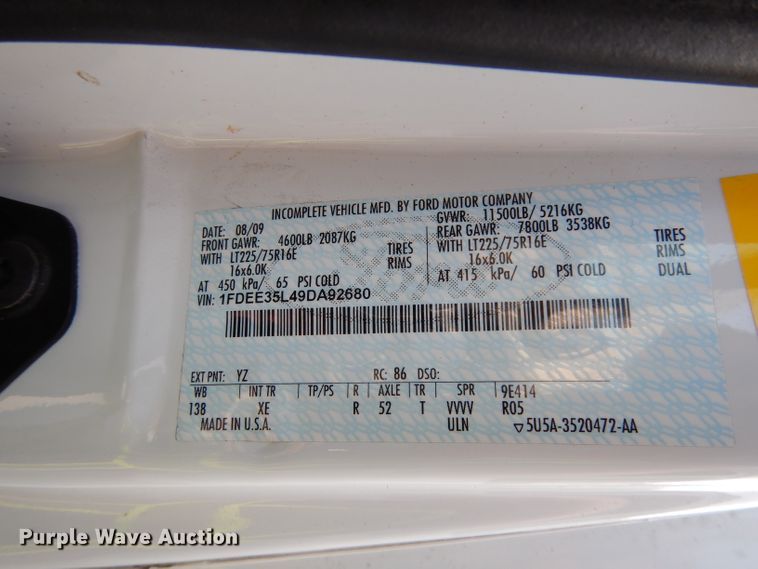 INCOMPLETE VEHICLE MFD. BY FORD MOTOR COMPANY
DATE: 08/09 GVWR: 11500LB/ 5216KG
FRONT GAWR: 4600LB 2087KG REAR GAWR: 7800LB 3538KG
WITH LT225/75R16E TIRES WITH LT225/75R16E TIRES
16x6.0K RIMS 16x6.0K RIMS
AT 450 kPa/ 65 PSI COLD AT 415 kPa/ 60 PSI COLD DUAL
VIN: 1FDEE35L49DA92680
EXT PNT: YZ RC: 86 DSO:
WB INT TR TP/PS R AXLE TR SPR 9E414
138 XE R 52 T VVVV R05
MADE IN U.S.A. ULN ▽5U5A-3520472-AA
Purple Wave Auction